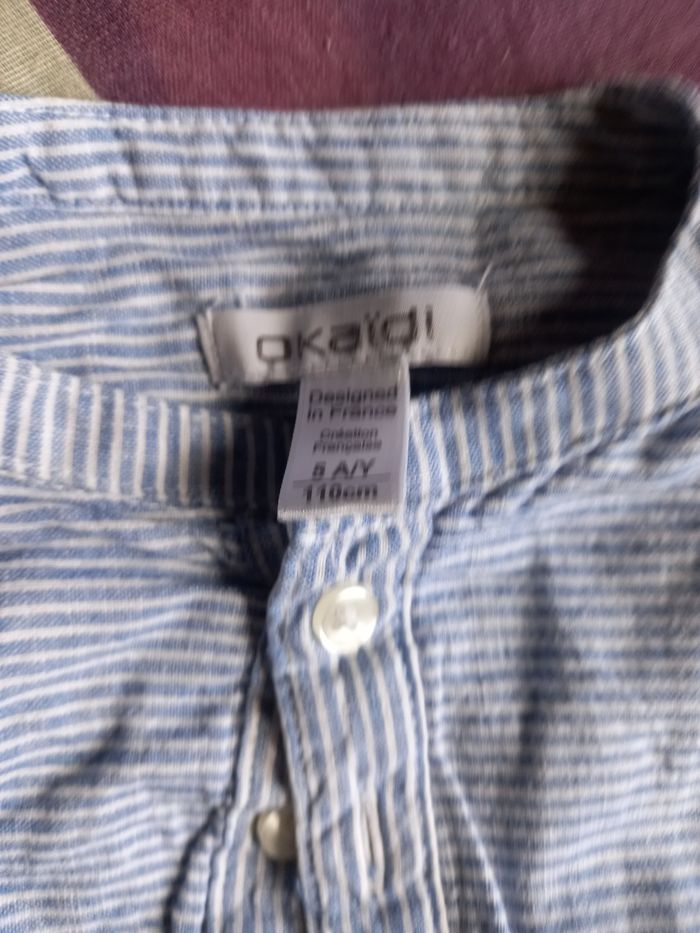 okaïdi
Designed
in France
Création
Française
5 A/Y
110cm